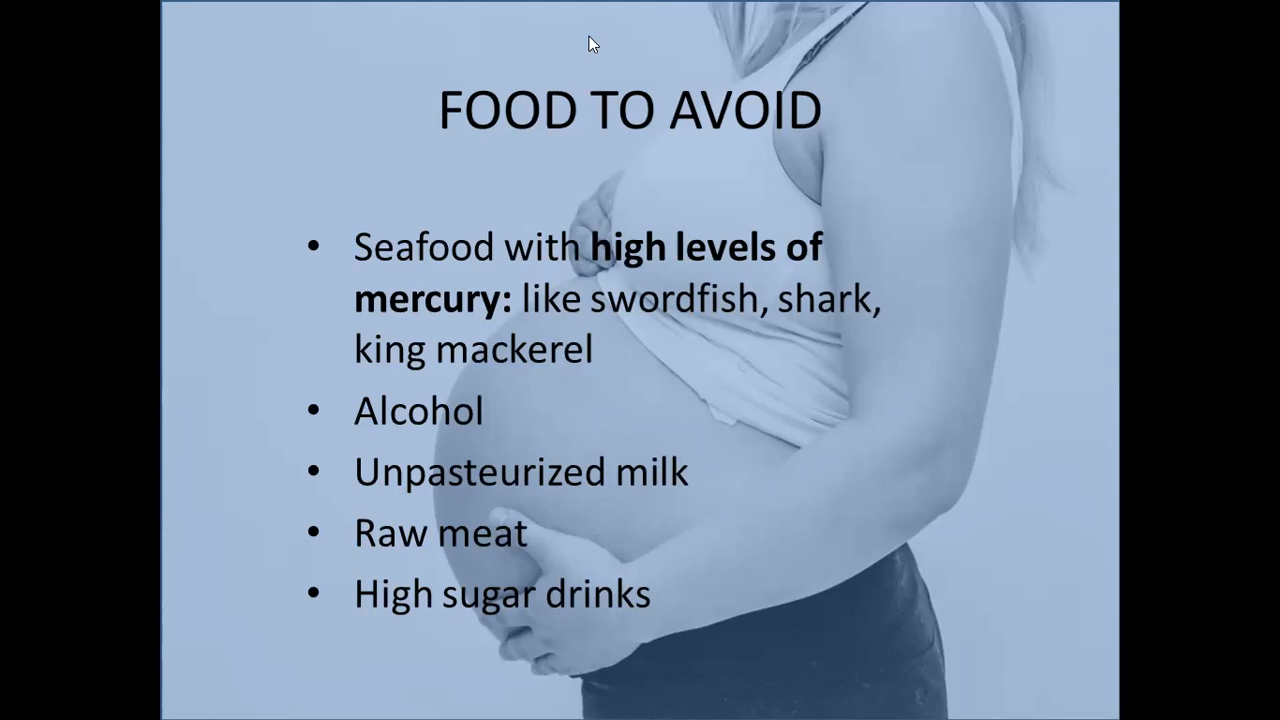 FOOD TO AVOID
• Seafood with high levels of
mercury: like swordfish, shark,
king mackerel
• Alcohol
• Unpasteurized milk
• Raw meat
• High sugar drinks